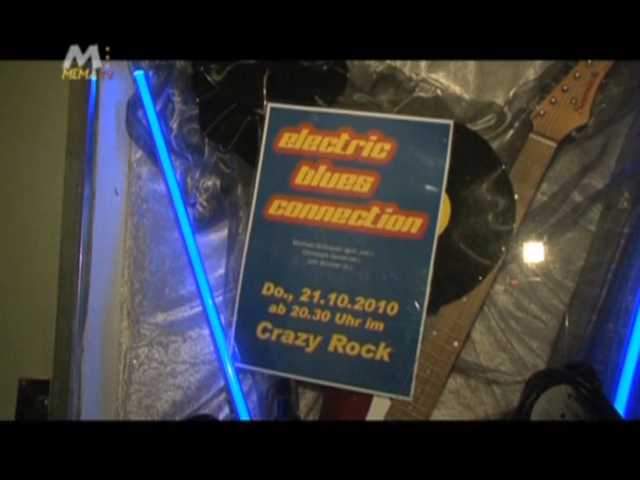 M:
MEMA TV
electric
blues
connection
Do., 21.10.2010
ab 20.30 Uhr im
Crazy Rock